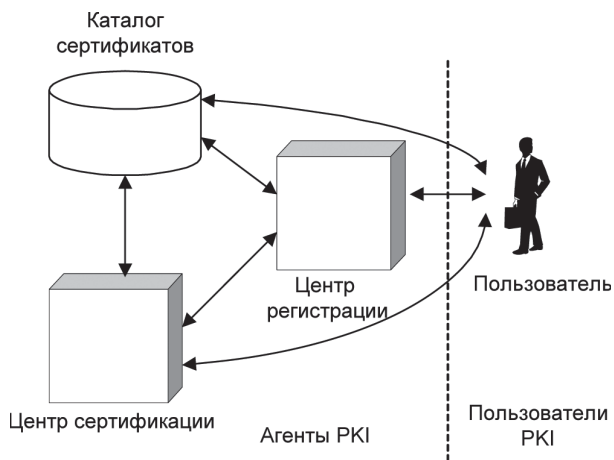 Каталог
сертификатов
Центр
регистрации
Пользователь
Центр сертификации
Агенты PKI
Пользователи
PKI